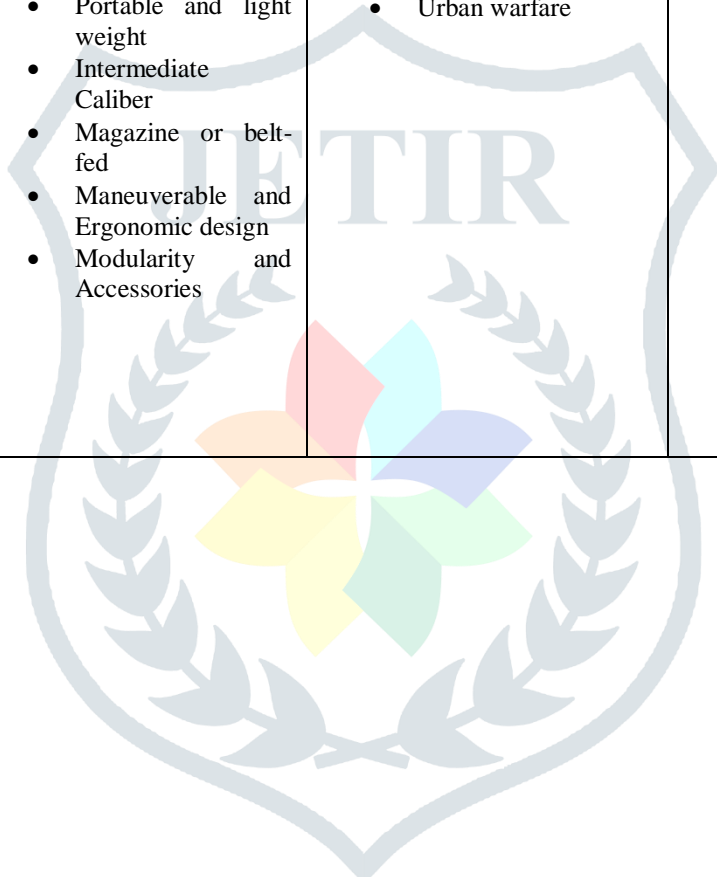 • Portable and light
weight
• Intermediate
Caliber
• Magazine or belt-
fed
• Maneuverable and
Ergonomic design
• Modularity and
Accessories
• Urban warfare
JETIR